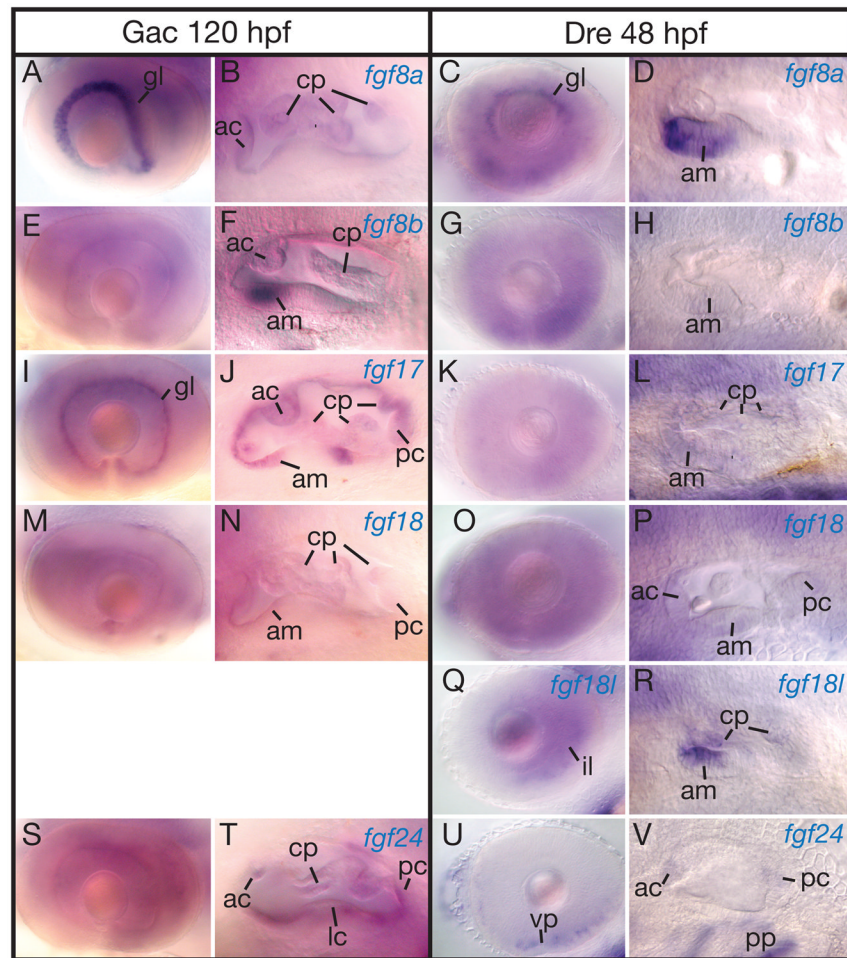 Gac 120 hpf Dre 48 hpf
A gl B cp ac fgf8a C gl D fgf8a am
E F fgf8b ac cp am G H fgf8b am
I gl J fgf17 ac cp am pc K L fgf17 cp am
M N fgf18 cp am pc O P fgf18 ac am pc
Q fgf18l il R fgf18l cp am
S T fgf24 cp pc ac lc U vp V fgf24 ac pc pp